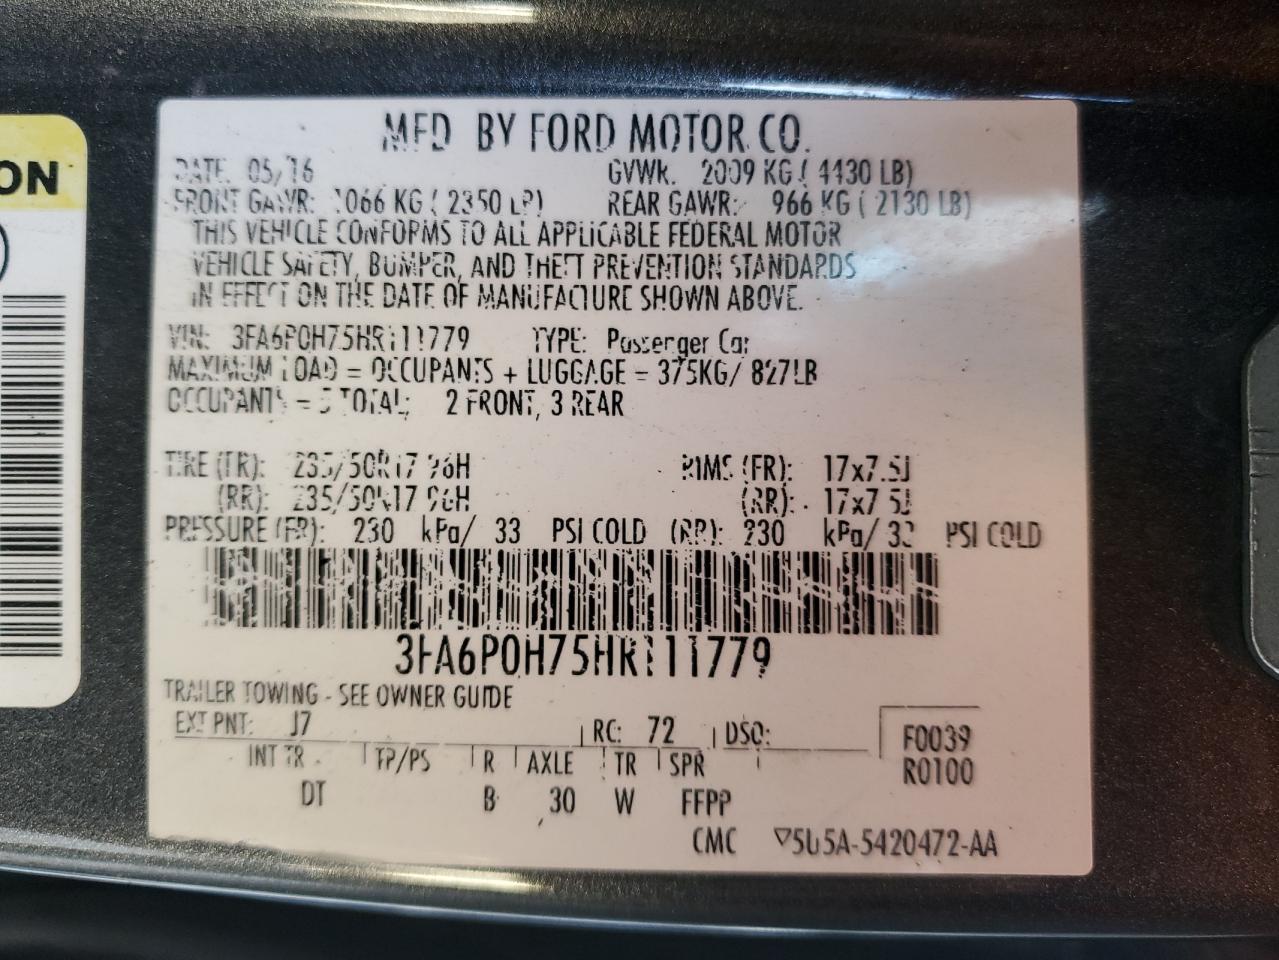 ON
MFD BY FORD MOTOR CO.
DATE: 05/16 GVWR: 2009 KG ( 4430 LB)
FRONT GAWR: 1066 KG ( 2350 LB) REAR GAWR: 966 KG ( 2130 LB)
THIS VEHICLE CONFORMS TO ALL APPLICABLE FEDERAL MOTOR
VEHICLE SAFETY, BUMPER, AND THEFT PREVENTION STANDARDS
IN EFFECT ON THE DATE OF MANUFACTURE SHOWN ABOVE.
VIN: 3FA6P0H75HR111779 TYPE: Passenger Car
MAXIMUM LOAD = OCCUPANTS + LUGGAGE = 375KG/ 827LB
OCCUPANTS = 5 TOTAL: 2 FRONT, 3 REAR
TIRE (FR): 235/50R17 96H RIMS (FR): 17x7.5J
(RR): 235/50R17 96H (RR): 17x7.5J
PRESSURE (FR): 230 kPa/ 33 PSI COLD (RR): 230 kPa/ 33 PSI COLD
3FA6P0H75HR111779
TRAILER TOWING - SEE OWNER GUIDE
EXT PNT: J7 RC: 72 DSO: F0039
INT TR TP/PS R AXLE TR SPR R0100
DT B 30 W FFPP
CMC ▽5U5A-5420472-AA